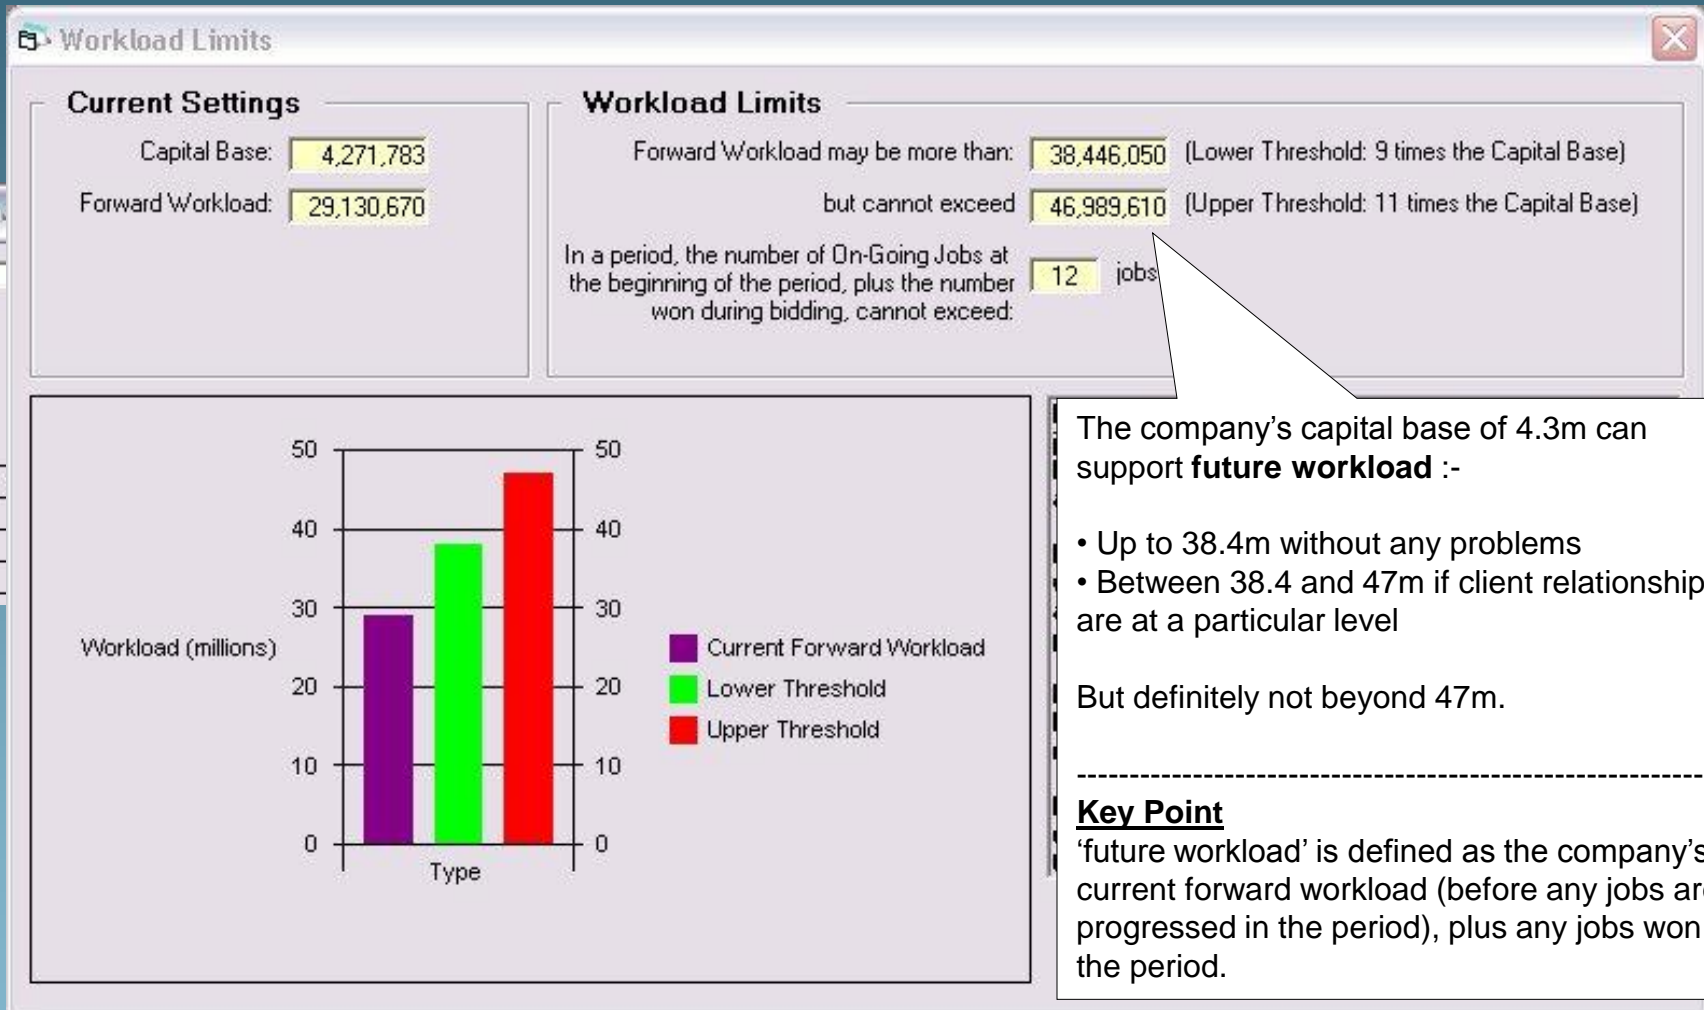 Workload Limits
Current Settings
Capital Base: 4,271,783
Forward Workload: 29,130,670
Workload Limits
Forward Workload may be more than: 38,446,050 (Lower Threshold: 9 times the Capital Base)
but cannot exceed 46,989,610 (Upper Threshold: 11 times the Capital Base)
In a period, the number of On-Going Jobs at
the beginning of the period, plus the number
won during bidding, cannot exceed:
12 jobs
50 50
40 40
30 30
20 20
10 10
0 0
Workload (millions)
Type
Current Forward Workload
Lower Threshold
Upper Threshold
The company’s capital base of 4.3m can
support future workload :-
• Up to 38.4m without any problems
• Between 38.4 and 47m if client relationship
are at a particular level
But definitely not beyond 47m.
------------------------------------------------------------
Key Point
‘future workload’ is defined as the company’s
current forward workload (before any jobs are
progressed in the period), plus any jobs won
the period.